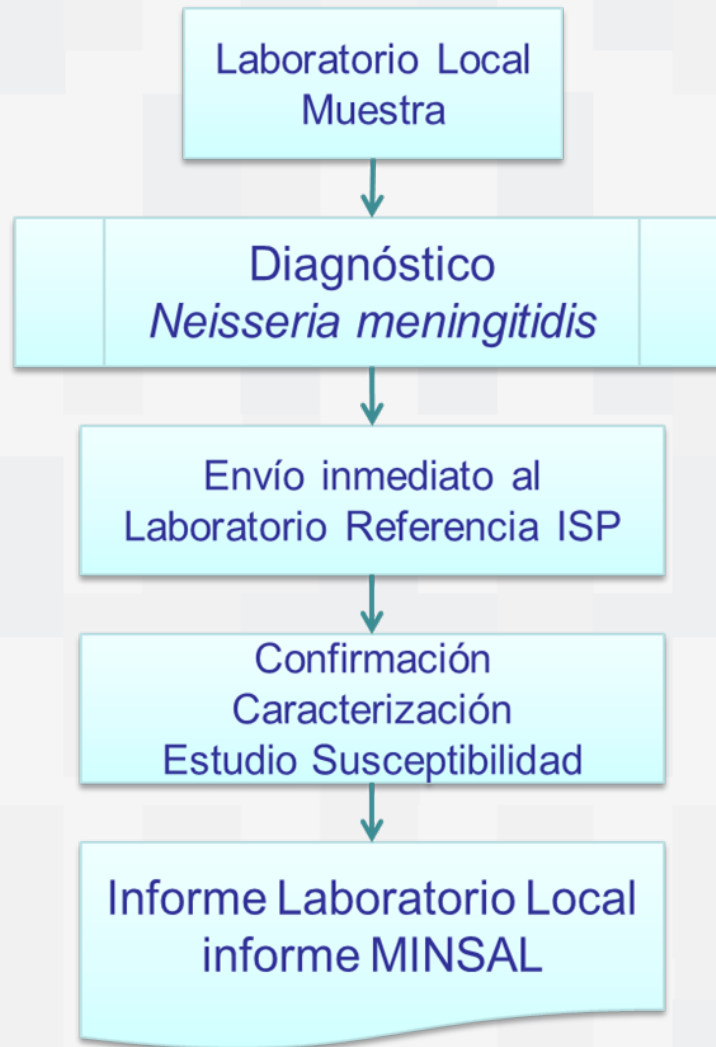 Laboratorio Local
Muestra
Diagnóstico
Neisseria meningitidis
Envío inmediato al
Laboratorio Referencia ISP
Confirmación
Caracterización
Estudio Susceptibilidad
Informe Laboratorio Local
informe MINSAL